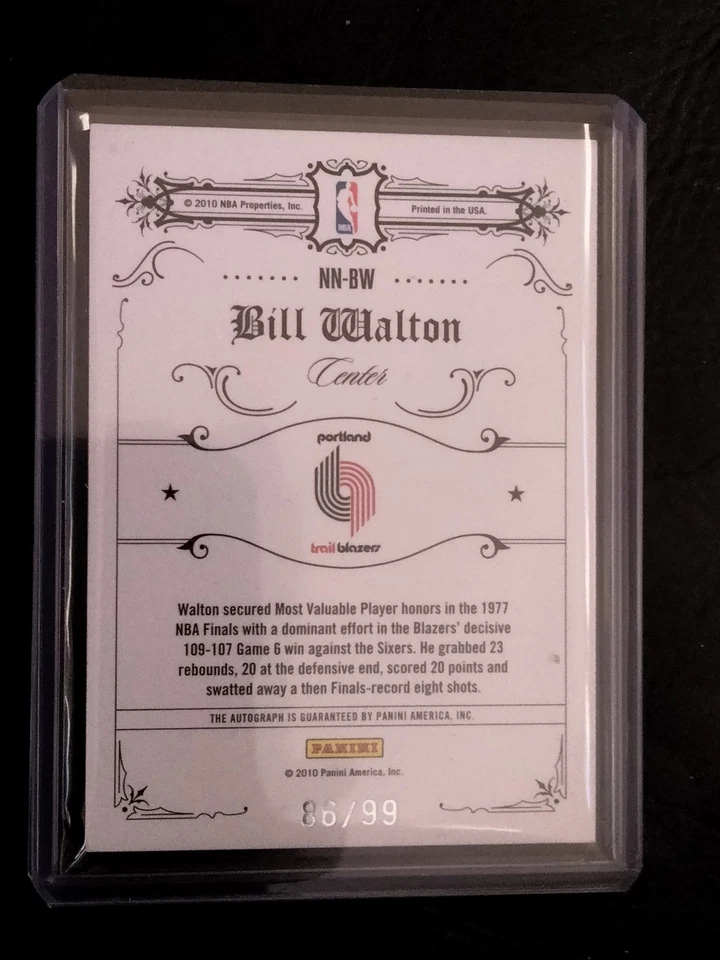 © 2010 NBA Properties, Inc.
NBA
Printed in the USA.
NN-BW
Bill Walton
Center
portland
trail blazers
Walton secured Most Valuable Player honors in the 1977
NBA Finals with a dominant effort in the Blazers' decisive
109-107 Game 6 win against the Sixers. He grabbed 23
rebounds, 20 at the defensive end, scored 20 points and
swatted away a then Finals-record eight shots.
THE AUTOGRAPH IS GUARANTEED BY PANINI AMERICA, INC.
PANINI
© 2010 Panini America, Inc.
86/99